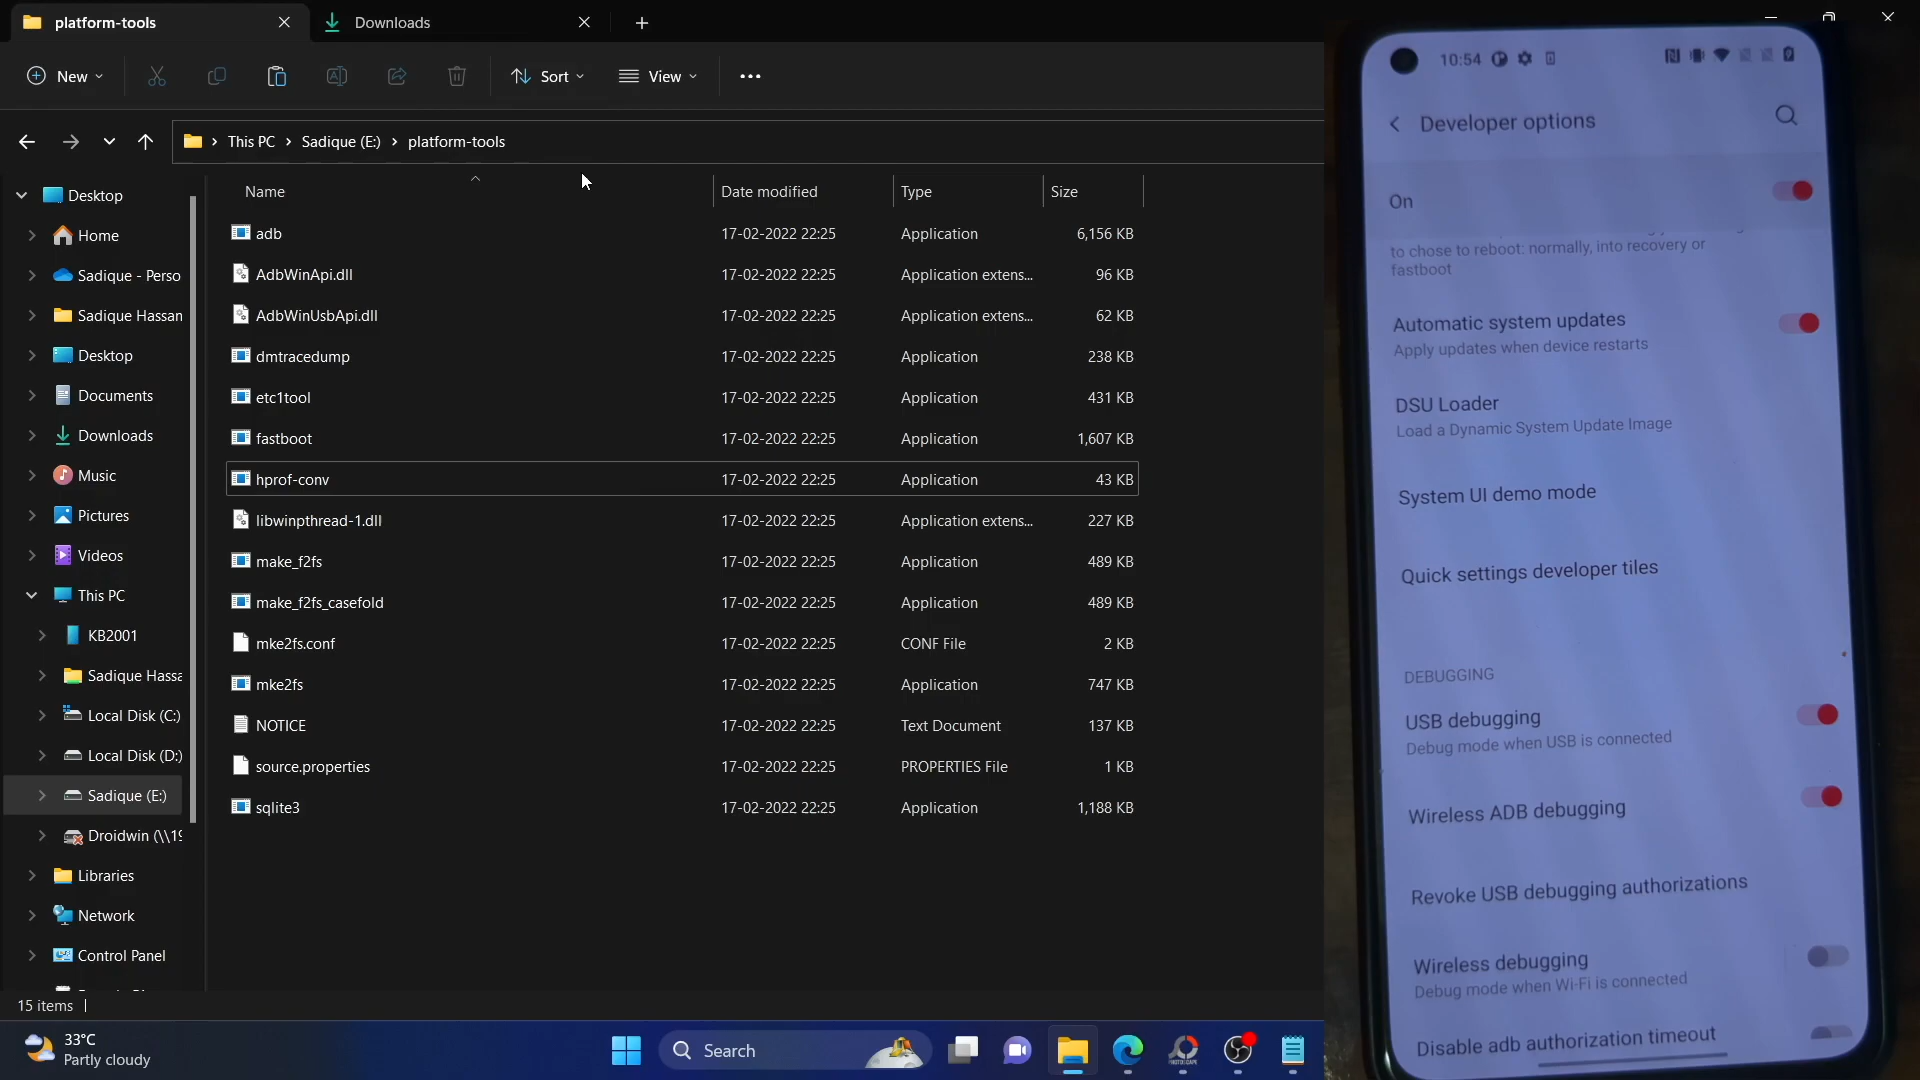 platform-tools
Downloads
New
Sort
View
This PC > Sadique (E:) > platform-tools
Name
Date modified
Type
Size
adb 17-02-2022 22:25 Application 6,156 KB
AdbWinApi.dll 17-02-2022 22:25 Application extens... 96 KB
AdbWinUsbApi.dll 17-02-2022 22:25 Application extens... 62 KB
dmtracedump 17-02-2022 22:25 Application 238 KB
etc1tool 17-02-2022 22:25 Application 431 KB
fastboot 17-02-2022 22:25 Application 1,607 KB
hprof-conv 17-02-2022 22:25 Application 43 KB
libwinpthread-1.dll 17-02-2022 22:25 Application extens... 227 KB
make_f2fs 17-02-2022 22:25 Application 489 KB
make_f2fs_casefold 17-02-2022 22:25 Application 489 KB
mke2fs.conf 17-02-2022 22:25 CONF File 2 KB
mke2fs 17-02-2022 22:25 Application 747 KB
NOTICE 17-02-2022 22:25 Text Document 137 KB
source.properties 17-02-2022 22:25 PROPERTIES File 1 KB
sqlite3 17-02-2022 22:25 Application 1,188 KB
Desktop
Home
Sadique - Perso
Sadique Hassan
Desktop
Documents
Downloads
Music
Pictures
Videos
This PC
KB2001
Sadique Hassa
Local Disk (C:)
Local Disk (D:)
Sadique (E:)
Droidwin (\\19
Libraries
Network
Control Panel
15 items
33°C
Partly cloudy
Search
10:54
Developer options
On
to chose to reboot: normally, into recovery or
fastboot
Automatic system updates
Apply updates when device restarts
DSU Loader
Load a Dynamic System Update Image
System UI demo mode
Quick settings developer tiles
DEBUGGING
USB debugging
Debug mode when USB is connected
Wireless ADB debugging
Revoke USB debugging authorizations
Wireless debugging
Debug mode when Wi-Fi is connected
Disable adb authorization timeout